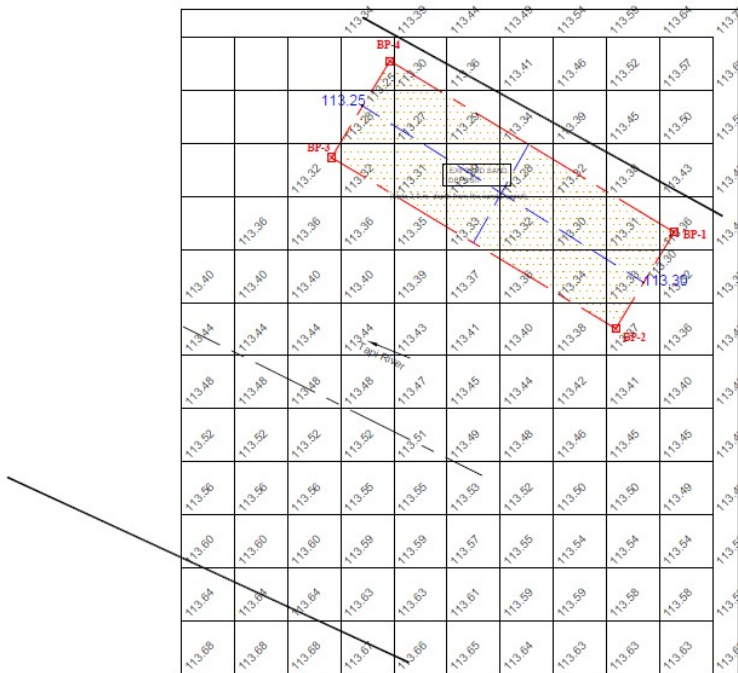 113.34 113.39 113.44 113.49 113.54 113.59 113.64
BP-4
113.25 113.30 113.36 113.41 113.46 113.52 113.57
113.25
113.28 113.27 113.29 113.34 113.39 113.45 113.50
BP-3
113.32 113.32 113.31 113.28 113.32 113.38 113.43
113.36 113.36 113.36 113.35 113.33 113.32 113.30 113.31 113.36
BP-1
113.40 113.40 113.40 113.40 113.39 113.37 113.36 113.33 113.30 113.32
113.30
113.44 113.44 113.44 113.44 113.43 113.41 113.40 113.38 113.37 113.36
BP-2
Tapi River
113.48 113.48 113.48 113.48 113.47 113.45 113.44 113.42 113.41 113.40
113.52 113.52 113.52 113.52 113.51 113.49 113.48 113.46 113.45 113.45
113.56 113.56 113.56 113.55 113.55 113.53 113.52 113.50 113.50 113.49
113.60 113.60 113.60 113.59 113.59 113.57 113.55 113.54 113.54 113.54
113.64 113.64 113.64 113.63 113.63 113.61 113.59 113.59 113.58 113.58
113.68 113.68 113.68 113.67 113.66 113.65 113.64 113.63 113.63 113.63